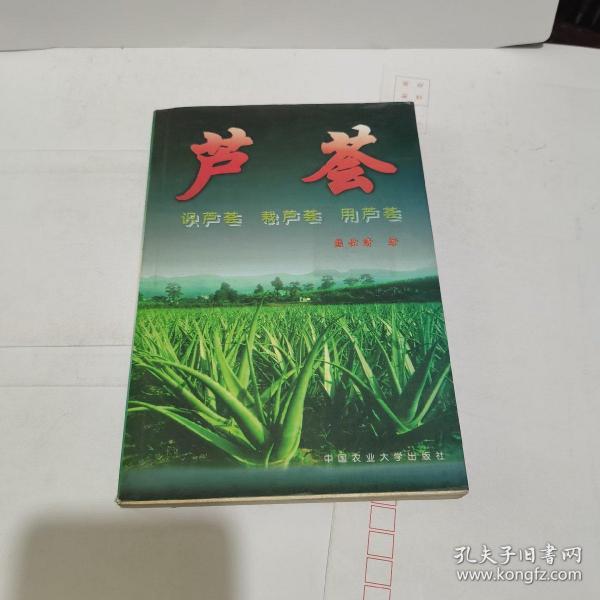 芦荟
识芦荟 栽芦荟 用芦荟
中国农业大学出版社
孔夫子旧书网
www.kongfz.com